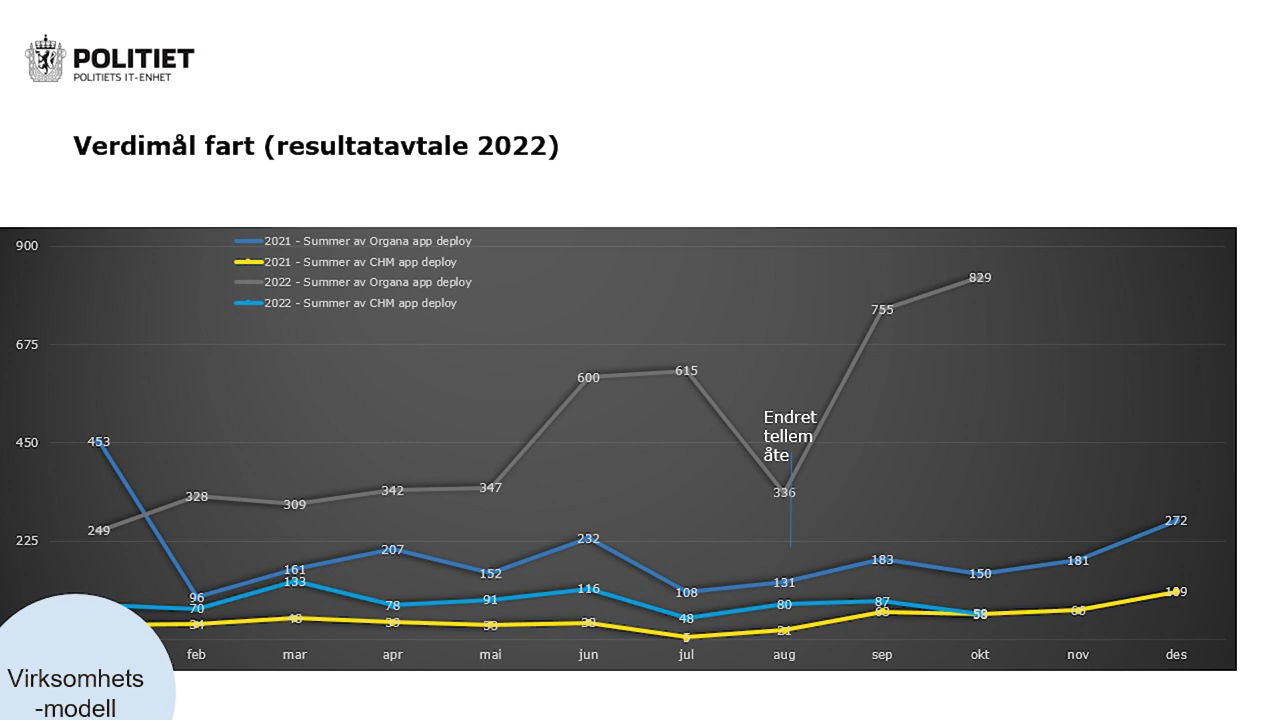 POLITIET
POLITIETS IT-ENHET
Verdimål fart (resultatavtale 2022)
900
675
450
225
2021 - Summer av Organa app deploy
2021 - Summer av CHM app deploy
2022 - Summer av Organa app deploy
2022 - Summer av CHM app deploy
829
755
600
615
Endret
tellem
åte
453
328
309
342
347
336
249
272
96
161
207
152
232
108
131
183
150
181
70
133
78
91
116
48
80
87
109
feb
mar
apr
mai
jun
jul
aug
sep
okt
nov
des
Virksomhets
-modell